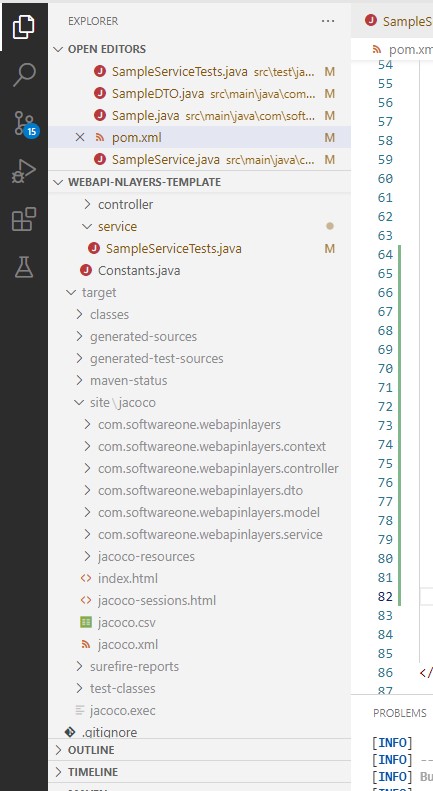 EXPLORER
OPEN EDITORS
SampleServiceTests.java src\test\ja... M
SampleDTO.java src\main\java\com... M
Sample.java src\main\java\com\soft... M
pom.xml M
SampleService.java src\main\java\c... M
WEBAPI-NLAYERS-TEMPLATE
controller
service
SampleServiceTests.java M
Constants.java
target
classes
generated-sources
generated-test-sources
maven-status
site\jacoco
com.softwareone.webapinlayers
com.softwareone.webapinlayers.context
com.softwareone.webapinlayers.controller
com.softwareone.webapinlayers.dto
com.softwareone.webapinlayers.model
com.softwareone.webapinlayers.service
jacoco-resources
index.html
jacoco-sessions.html
jacoco.csv
jacoco.xml
surefire-reports
test-classes
jacoco.exec
.gitignore
OUTLINE
TIMELINE
MAVEN
15
SampleS
pom.xm
54
55
56
57
58
59
60
61
62
63
64
65
66
67
68
69
70
71
72
73
74
75
76
77
78
79
80
81
82
83
84
85
86 </
87
PROBLEMS
[INFO]
[INFO] --
[INFO] Bu
[INFO]